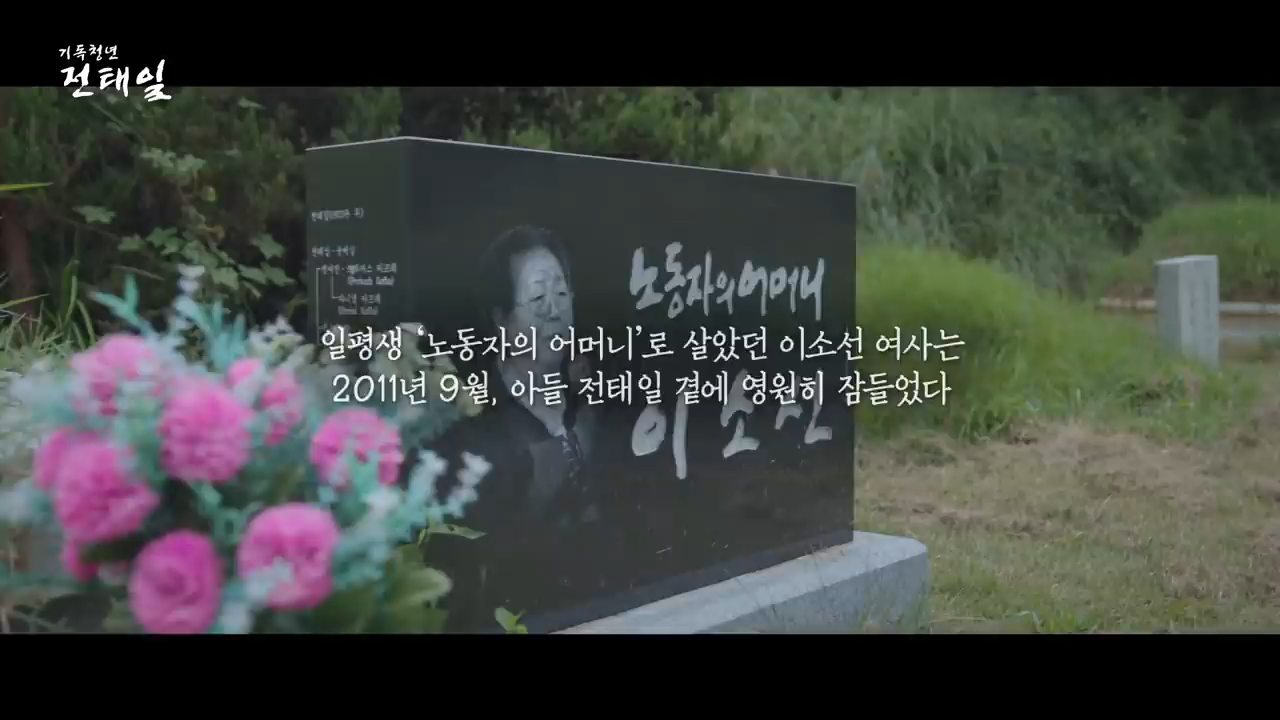 기독청년
전태일
노동자의 어머니
이소선
일평생 ‘노동자의 어머니’로 살았던 이소선 여사는
2011년 9월, 아들 전태일 곁에 영원히 잠들었다